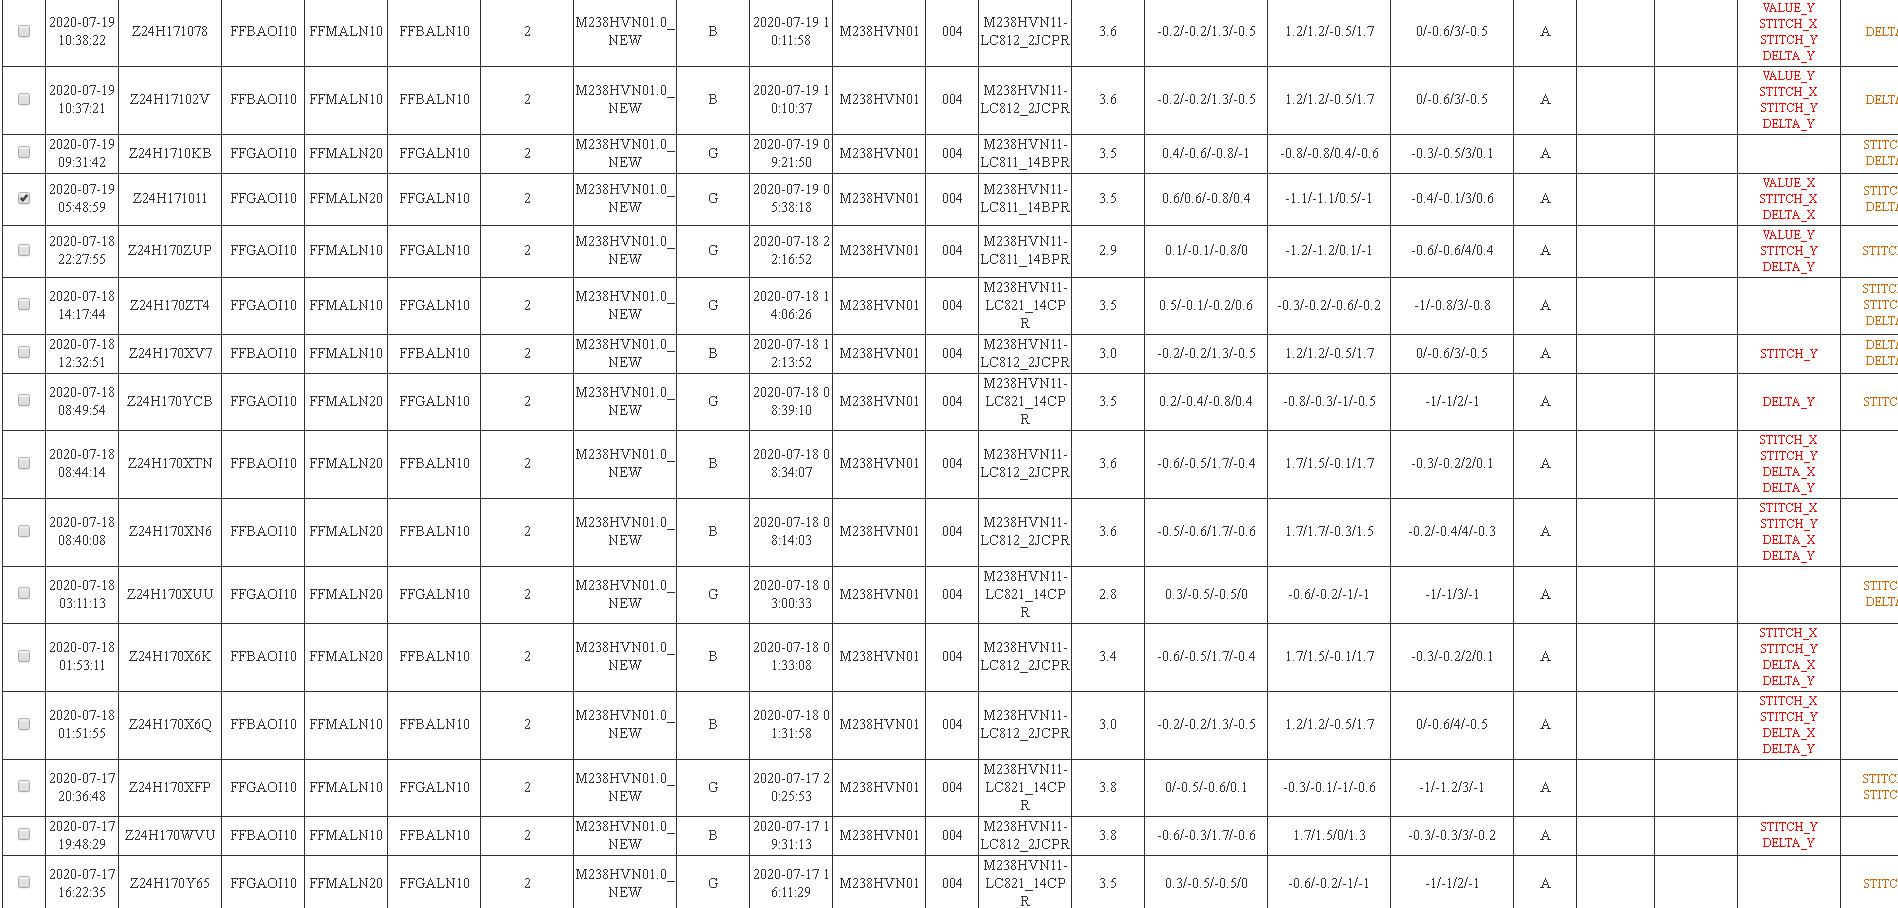 2020-07-19 10:38:22 Z24H171078 FFBAOI10 FFMALN10 FFBALN10 2 M238HVN01.0_NEW B 2020-07-19 10:11:58 M238HVN01 004 M238HVN11-LC812_2JCPR 3.6 -0.2/-0.2/1.3/-0.5 1.2/1.2/-0.5/1.7 0/-0.6/3/-0.5 A VALUE_Y STITCH_X STITCH_Y DELTA_Y DELTA
2020-07-19 10:37:21 Z24H17102V FFBAOI10 FFMALN10 FFBALN10 2 M238HVN01.0_NEW B 2020-07-19 10:10:37 M238HVN01 004 M238HVN11-LC812_2JCPR 3.6 -0.2/-0.2/1.3/-0.5 1.2/1.2/-0.5/1.7 0/-0.6/3/-0.5 A VALUE_Y STITCH_X STITCH_Y DELTA_Y DELTA
2020-07-19 09:31:42 Z24H1710KB FFGAOI10 FFMALN20 FFGALN10 2 M238HVN01.0_NEW G 2020-07-19 09:21:50 M238HVN01 004 M238HVN11-LC811_14BPR 3.5 0.4/-0.6/-0.8/-1 -0.8/-0.8/0.4/-0.6 -0.3/-0.5/3/0.1 A STITC DELTA
2020-07-19 05:48:59 Z24H171011 FFGAOI10 FFMALN20 FFGALN10 2 M238HVN01.0_NEW G 2020-07-19 05:38:18 M238HVN01 004 M238HVN11-LC811_14BPR 3.5 0.6/0.6/-0.8/0.4 -1.1/-1.1/0.5/-1 -0.4/-0.1/3/0.6 A VALUE_X STITCH_X DELTA_X STITC DELTA
2020-07-18 22:27:55 Z24H170ZUP FFGAOI10 FFMALN10 FFGALN10 2 M238HVN01.0_NEW G 2020-07-18 22:16:52 M238HVN01 004 M238HVN11-LC811_14BPR 2.9 0.1/-0.1/-0.8/0 -1.2/-1.2/0.1/-1 -0.6/-0.6/4/0.4 A VALUE_Y STITCH_Y DELTA_Y STITC
2020-07-18 14:17:44 Z24H170ZT4 FFGAOI10 FFMALN10 FFGALN10 2 M238HVN01.0_NEW G 2020-07-18 14:06:26 M238HVN01 004 M238HVN11-LC821_14CPR 3.5 0.5/-0.1/-0.2/0.6 -0.3/-0.2/-0.6/-0.2 -1/-0.8/3/-0.8 A STITC STITC DELTA
2020-07-18 12:32:51 Z24H170XV7 FFBAOI10 FFMALN10 FFBALN10 2 M238HVN01.0_NEW B 2020-07-18 12:13:52 M238HVN01 004 M238HVN11-LC812_2JCPR 3.0 -0.2/-0.2/1.3/-0.5 1.2/1.2/-0.5/1.7 0/-0.6/3/-0.5 A STITCH_Y DELTA DELTA
2020-07-18 08:49:54 Z24H170YCB FFGAOI10 FFMALN20 FFGALN10 2 M238HVN01.0_NEW G 2020-07-18 08:39:10 M238HVN01 004 M238HVN11-LC821_14CPR 3.5 0.2/-0.4/-0.8/0.4 -0.8/-0.3/-1/-0.5 -1/-1/2/-1 A DELTA_Y STITC
2020-07-18 08:44:14 Z24H170XTN FFBAOI10 FFMALN20 FFBALN10 2 M238HVN01.0_NEW B 2020-07-18 08:34:07 M238HVN01 004 M238HVN11-LC812_2JCPR 3.6 -0.6/-0.5/1.7/-0.4 1.7/1.5/-0.1/1.7 -0.3/-0.2/2/0.1 A STITCH_X STITCH_Y DELTA_X DELTA_Y
2020-07-18 08:40:08 Z24H170XN6 FFBAOI10 FFMALN20 FFBALN10 2 M238HVN01.0_NEW B 2020-07-18 08:14:03 M238HVN01 004 M238HVN11-LC812_2JCPR 3.6 -0.5/-0.6/1.7/-0.6 1.7/1.7/-0.3/1.5 -0.2/-0.4/4/-0.3 A STITCH_X STITCH_Y DELTA_X DELTA_Y
2020-07-18 03:11:13 Z24H170XUU FFGAOI10 FFMALN20 FFGALN10 2 M238HVN01.0_NEW G 2020-07-18 03:00:33 M238HVN01 004 M238HVN11-LC821_14CPR 2.8 0.3/-0.5/-0.5/0 -0.6/-0.2/-1/-1 -1/-1/3/-1 A STITC DELTA
2020-07-18 01:53:11 Z24H170X6K FFBAOI10 FFMALN20 FFBALN10 2 M238HVN01.0_NEW B 2020-07-18 01:33:08 M238HVN01 004 M238HVN11-LC812_2JCPR 3.4 -0.6/-0.5/1.7/-0.4 1.7/1.5/-0.1/1.7 -0.3/-0.2/2/0.1 A STITCH_X STITCH_Y DELTA_X DELTA_Y
2020-07-18 01:51:55 Z24H170X6Q FFBAOI10 FFMALN10 FFBALN10 2 M238HVN01.0_NEW B 2020-07-18 01:31:58 M238HVN01 004 M238HVN11-LC812_2JCPR 3.0 -0.2/-0.2/1.3/-0.5 1.2/1.2/-0.5/1.7 0/-0.6/4/-0.5 A STITCH_X STITCH_Y DELTA_X DELTA_Y
2020-07-17 20:36:48 Z24H170XFP FFGAOI10 FFMALN10 FFGALN10 2 M238HVN01.0_NEW G 2020-07-17 20:25:53 M238HVN01 004 M238HVN11-LC821_14CPR 3.8 0/-0.5/-0.6/0.1 -0.3/-0.1/-1/-0.6 -1/-1.2/3/-1 A STITC STITC
2020-07-17 19:48:29 Z24H170WVU FFBAOI10 FFMALN10 FFBALN10 2 M238HVN01.0_NEW B 2020-07-17 19:31:13 M238HVN01 004 M238HVN11-LC812_2JCPR 3.8 -0.6/-0.3/1.7/-0.6 1.7/1.5/0/1.3 -0.3/-0.3/3/-0.2 A STITCH_Y DELTA_Y
2020-07-17 16:22:35 Z24H170Y65 FFGAOI10 FFMALN20 FFGALN10 2 M238HVN01.0_NEW G 2020-07-17 16:11:29 M238HVN01 004 M238HVN11-LC821_14CPR 3.5 0.3/-0.5/-0.5/0 -0.6/-0.2/-1/-1 -1/-1/2/-1 A STITC